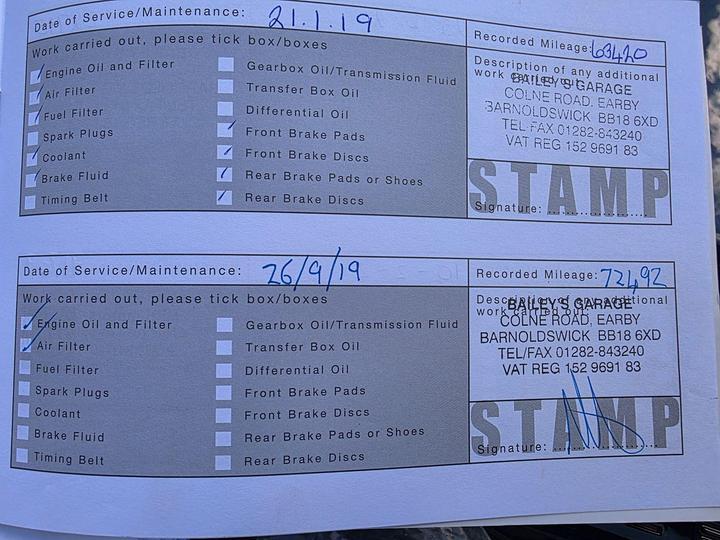 Date of Service/Maintenance: 21.1.19
Recorded Mileage: 63420
Work carried out, please tick box/boxes
Engine Oil and Filter
Air Filter
Fuel Filter
Spark Plugs
Coolant
Brake Fluid
Timing Belt
Gearbox Oil/Transmission Fluid
Transfer Box Oil
Differential Oil
Front Brake Pads
Front Brake Discs
Rear Brake Pads or Shoes
Rear Brake Discs
Description of any additional
work carried out:
BAILEY'S GARAGE
COLNE ROAD, EARBY
BARNOLDSWICK BB18 6XD
TEL/FAX 01282-843240
VAT REG 152 9691 83
STAMP
Signature:
Date of Service/Maintenance: 26/9/19
Recorded Mileage: 72492
Work carried out, please tick box/boxes
Engine Oil and Filter
Air Filter
Fuel Filter
Spark Plugs
Coolant
Brake Fluid
Timing Belt
Gearbox Oil/Transmission Fluid
Transfer Box Oil
Differential Oil
Front Brake Pads
Front Brake Discs
Rear Brake Pads or Shoes
Rear Brake Discs
Description of any additional
work carried out:
BAILEY'S GARAGE
COLNE ROAD, EARBY
BARNOLDSWICK BB18 6XD
TEL/FAX 01282-843240
VAT REG 152 9691 83
STAMP
Signature: